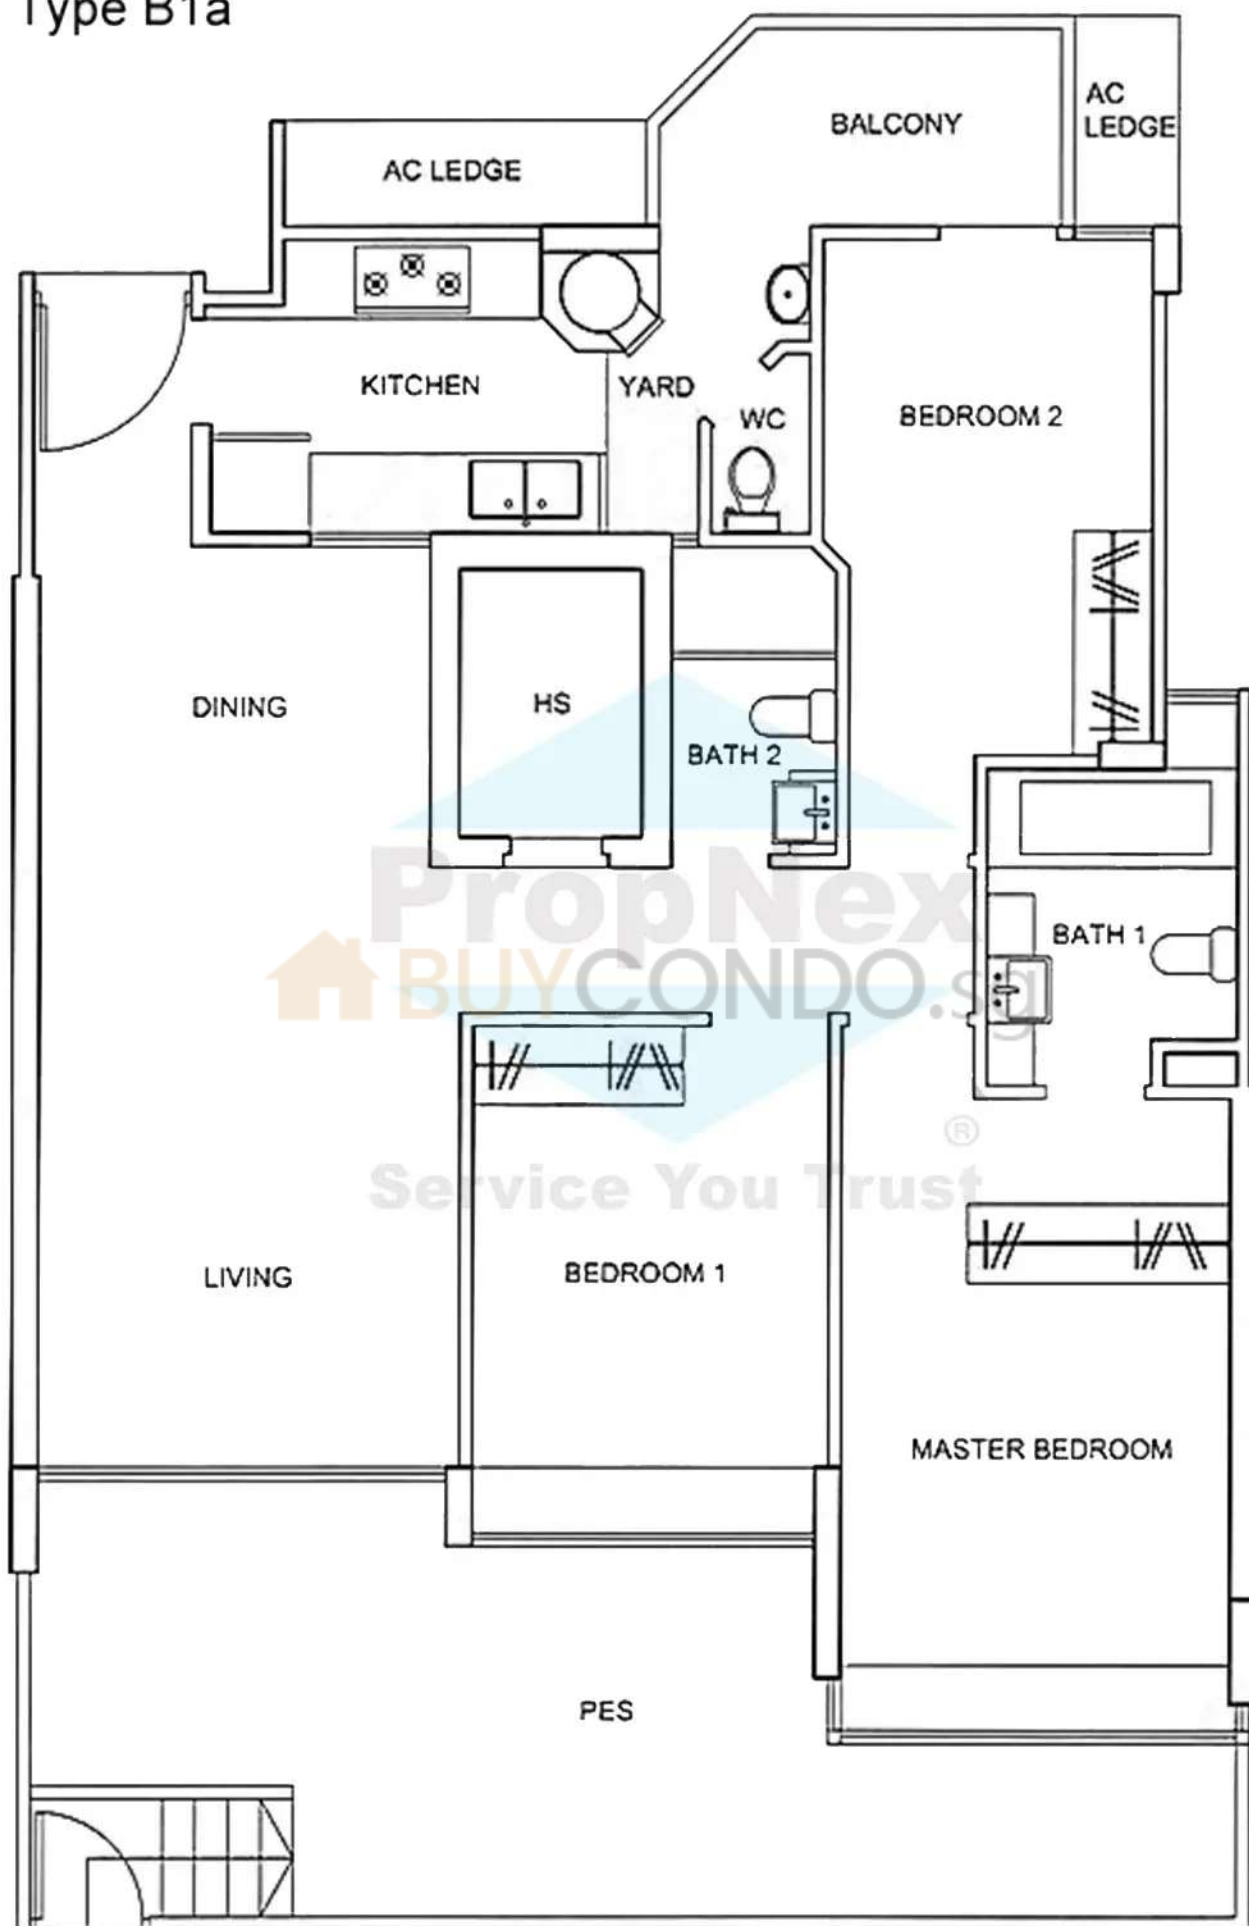 Type B1a
AC
LEDGE
BALCONY
AC LEDGE
KITCHEN
YARD
WC
BEDROOM 2
DINING
HS
BATH 2
PropNex
BATH 1
BUYCONDO.sg
®
Service You Trust
LIVING
BEDROOM 1
MASTER BEDROOM
PES